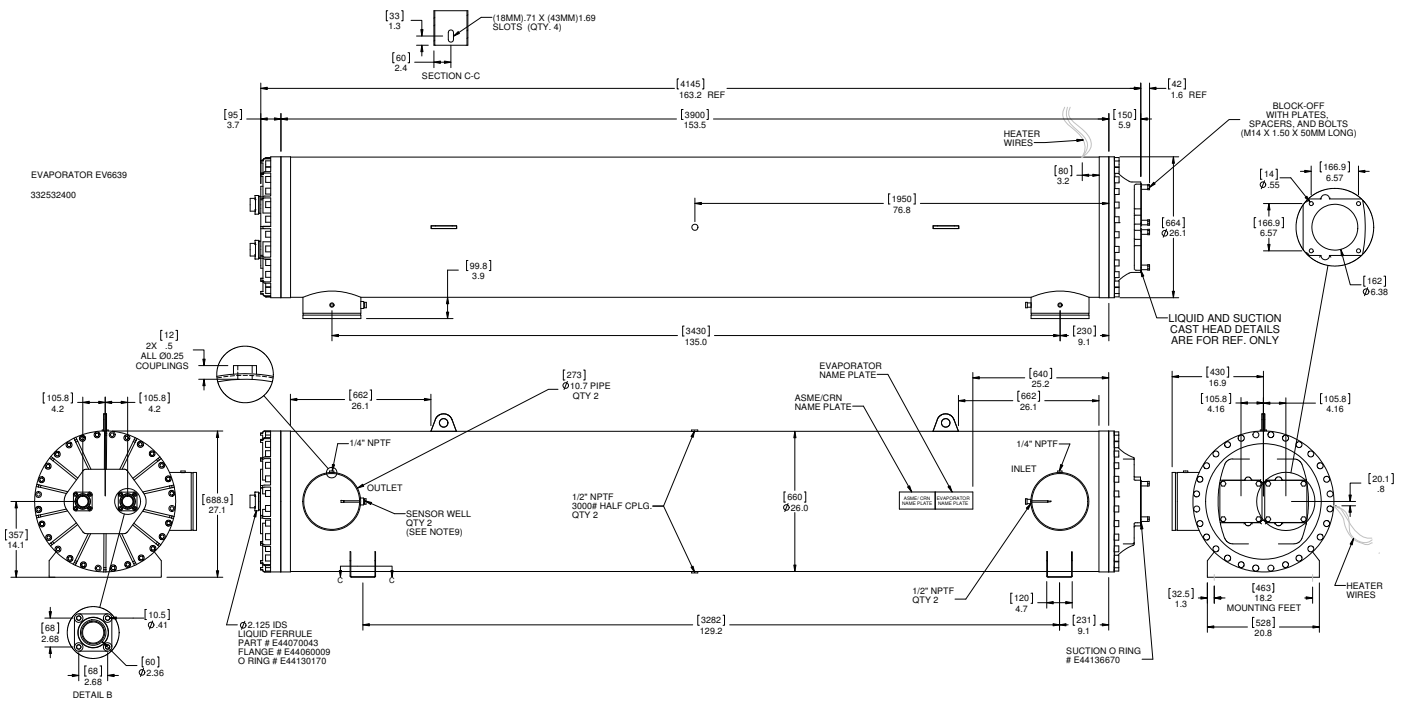 [33]
1.3
(18MM).71 X (43MM)1.69
SLOTS  (QTY. 4)
[60]
2.4
SECTION C-C
[4145]
163.2  REF
[42]
1.6  REF
[95]
3.7
[3900]
153.5
[150]
5.9
HEATER
WIRES
BLOCK-OFF
WITH PLATES,
SPACERS, AND BOLTS
(M14 X 1.50 X 50MM LONG)
EVAPORATOR EV6639
332532400
[80]
3.2
[166.9]
6.57
[14]
Ø.55
[1950]
76.8
[664]
Ø26.1
[166.9]
6.57
[99.8]
3.9
[162]
Ø6.38
LIQUID AND SUCTION
CAST HEAD DETAILS
ARE FOR REF. ONLY
[3430]
135.0
[230]
9.1
[12]
2X  .5
ALL Ø0.25
COUPLINGS
[273]
Ø10.7 PIPE
QTY 2
EVAPORATOR
NAME PLATE
[640]
25.2
[430]
16.9
[105.8]
4.2
[105.8]
4.2
[662]
26.1
ASME/CRN
NAME PLATE
[662]
26.1
[105.8]
4.16
[105.8]
4.16
1/4" NPTF
1/4" NPTF
OUTLET
INLET
[688.9]
27.1
SENSOR WELL
QTY 2
(SEE NOTE9)
1/2" NPTF
3000# HALF CPLG.
QTY 2
[660]
Ø26.0
ASME/ CRN
NAME PLATE
EVAPORATOR
NAME PLATE
[20.1]
.8
[357]
14.1
C
C
1/2" NPTF
QTY 2
[120]
4.7
[32.5]
1.3
[463]
18.2
MOUNTING FEET
HEATER
WIRES
[528]
20.8
[10.5]
Ø.41
[68]
2.68
[60]
Ø2.36
[68]
2.68
DETAIL B
Ø2.125 IDS
LIQUID FERRULE
PART # E44070043
FLANGE # E44060009
O RING # E44130170
[3282]
129.2
[231]
9.1
SUCTION O RING
# E44136670